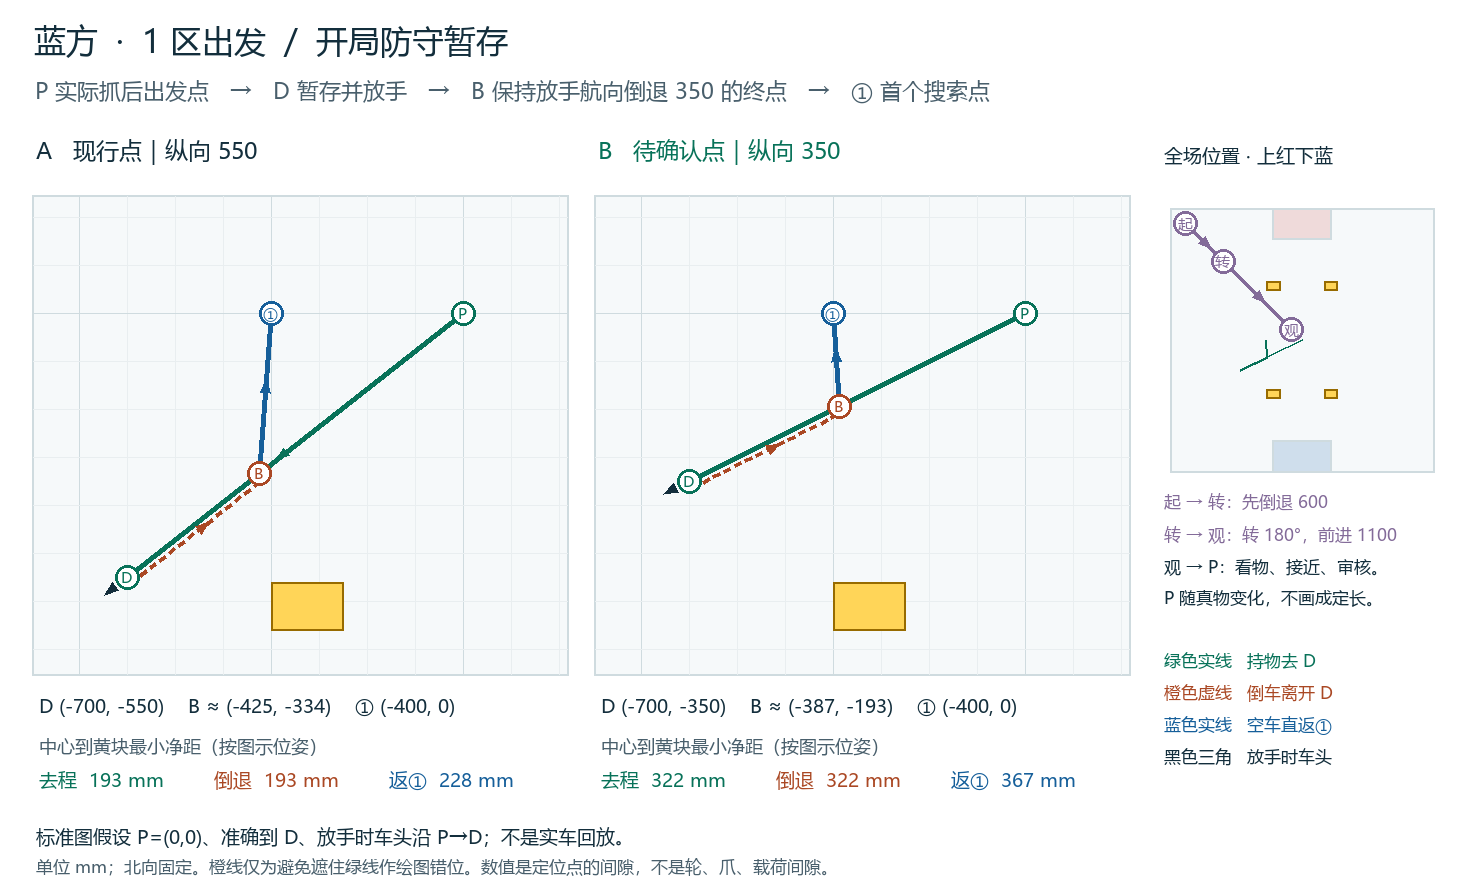 蓝方 · 1 区出发 / 开局防守暂存
P 实际抓后出发点 → D 暂存并放手 → B 保持放手航向倒退 350 的终点 → ① 首个搜索点
A 现行点 | 纵向 550
①
P
B
D
D (-700, -550) B ≈ (-425, -334) ① (-400, 0)
中心到黄块最小净距（按图示位姿）
去程 193 mm 倒退 193 mm 返① 228 mm
B 待确认点 | 纵向 350
①
P
B
D
D (-700, -350) B ≈ (-387, -193) ① (-400, 0)
中心到黄块最小净距（按图示位姿）
去程 322 mm 倒退 322 mm 返① 367 mm
全场位置 · 上红下蓝
起
转
观
起 → 转：先倒退 600
转 → 观：转 180°，前进 1100
观 → P：看物、接近、审核。
P 随真物变化，不画成定长。
绿色实线 持物去 D
橙色虚线 倒车离开 D
蓝色实线 空车直返①
黑色三角 放手时车头
标准图假设 P=(0,0)、准确到 D、放手时车头沿 P→D；不是实车回放。
单位 mm；北向固定。橙线仅为避免遮住绿线作绘图错位。数值是定位点的间隙，不是轮、爪、载荷间隙。